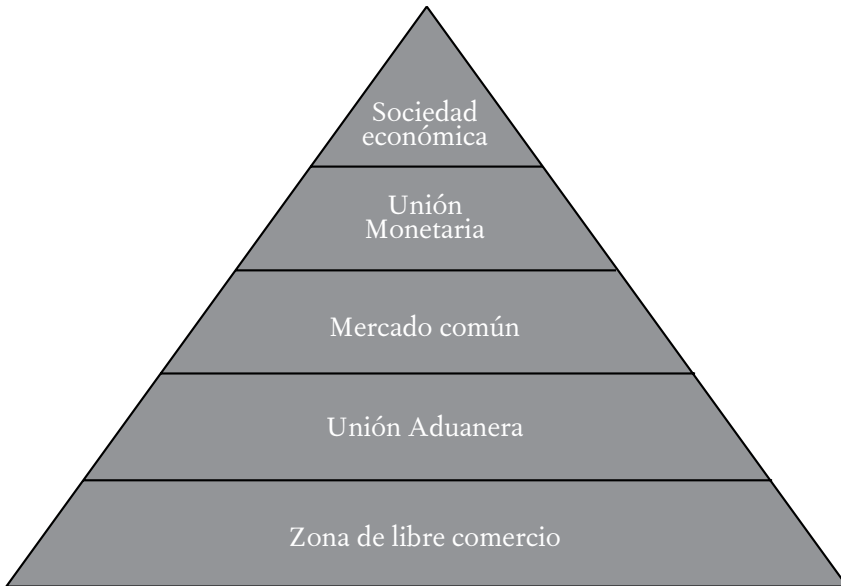 Sociedad
económica
Unión
Monetaria
Mercado común
Unión Aduanera
Zona de libre comercio